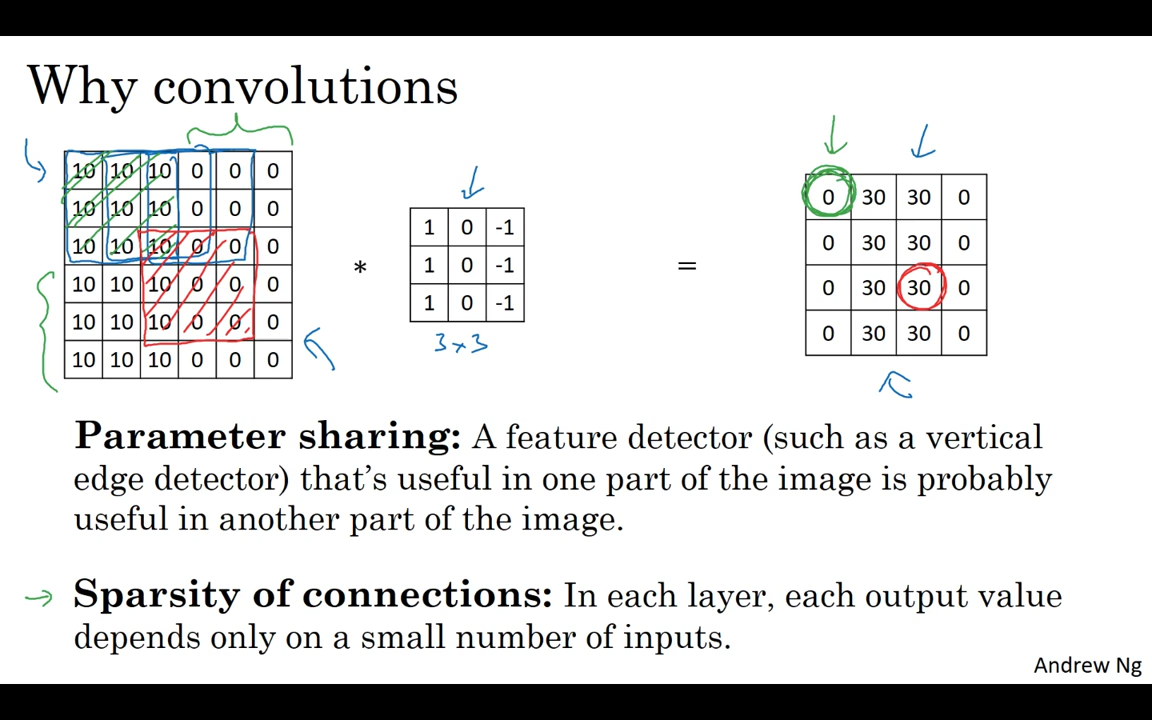 Why convolutions
10 10 10 0 0 0
10 10 10 0 0 0
10 10 10 0 0 0
10 10 10 0 0 0
10 10 10 0 0 0
10 10 10 0 0 0
*
1 0 -1
1 0 -1
1 0 -1
3×3
=
0 30 30 0
0 30 30 0
0 30 30 0
0 30 30 0
Parameter sharing: A feature detector (such as a vertical
edge detector) that’s useful in one part of the image is probably
useful in another part of the image.
→ Sparsity of connections: In each layer, each output value
depends only on a small number of inputs.
Andrew Ng